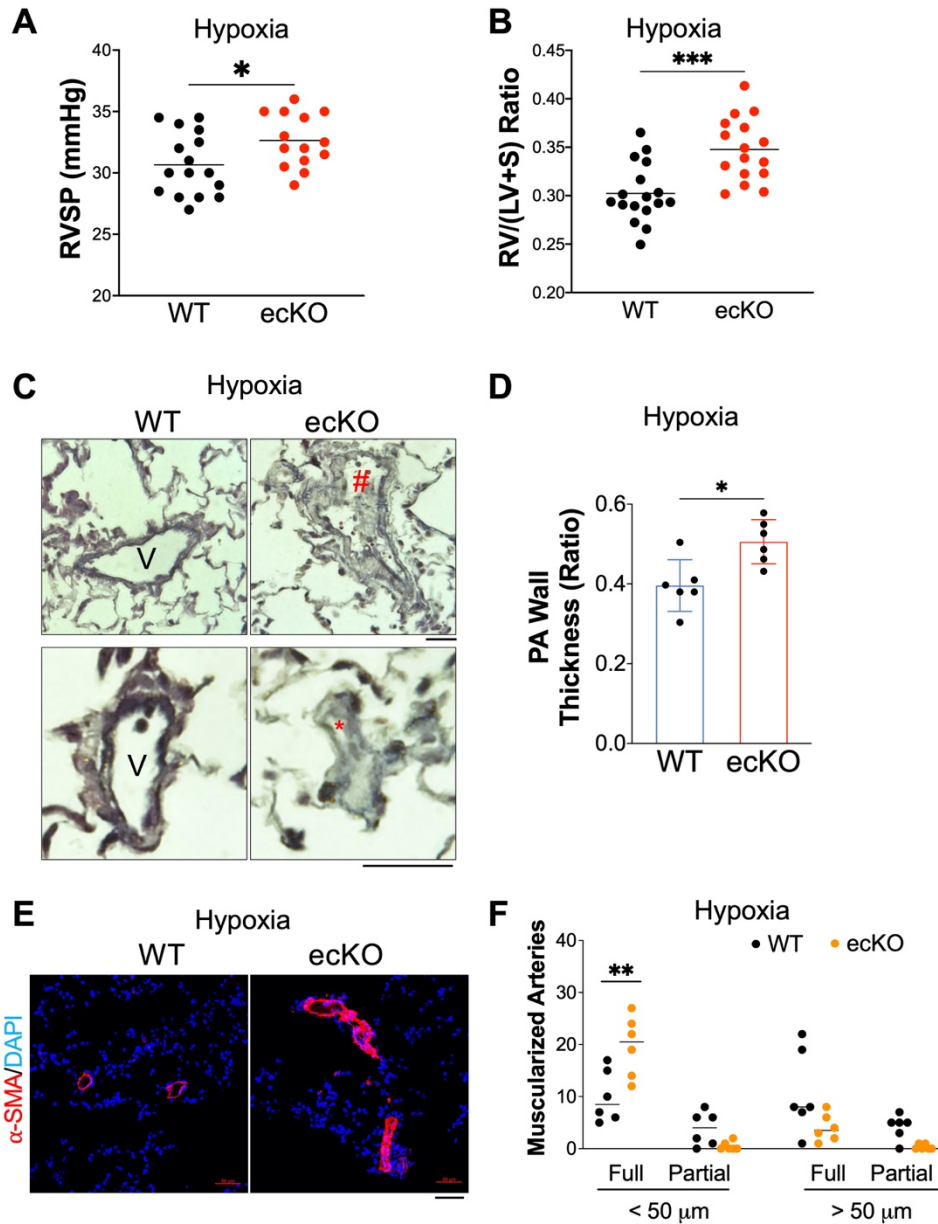 A
Hypoxia
RVSP (mmHg)
40
35
30
25
20
*
WT
ecKO
B
Hypoxia
RV/(LV+S) Ratio
0.45
0.40
0.35
0.30
0.25
0.20
***
WT
ecKO
C
Hypoxia
WT
ecKO
V
#
V
*
D
Hypoxia
PA Wall
Thickness (Ratio)
0.6
0.4
0.2
0.0
*
WT
ecKO
E
Hypoxia
WT
ecKO
α-SMA/DAPI
F
Hypoxia
WT
ecKO
Muscularized Arteries
40
30
20
10
0
**
Full
Partial
Full
Partial
< 50 μm
> 50 μm